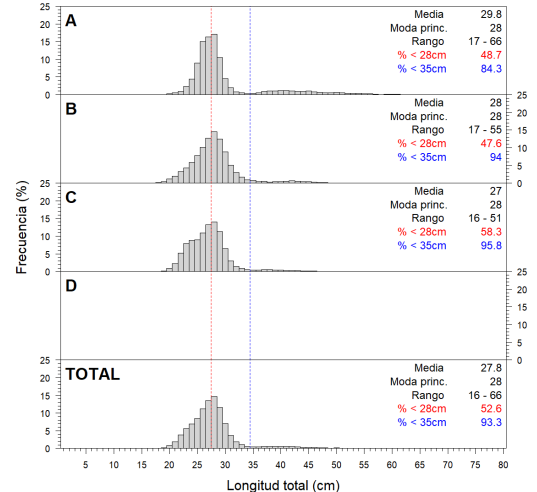 Frecuencia (%)
25
20
15
10
5
0
A
Media 29.8
Moda princ. 28
Rango 17 - 66
% < 28cm 48.7
% < 35cm 84.3
B
Media 28
Moda princ. 28
Rango 17 - 55
% < 28cm 47.6
% < 35cm 94
25
20
15
10
5
0
25
20
15
10
5
0
C
Media 27
Moda princ. 28
Rango 16 - 51
% < 28cm 58.3
% < 35cm 95.8
D
25
20
15
10
5
0
25
20
15
10
5
0
TOTAL
Media 27.8
Moda princ. 28
Rango 16 - 66
% < 28cm 52.6
% < 35cm 93.3
5 10 15 20 25 30 35 40 45 50 55 60 65 70 75 80
Longitud total (cm)